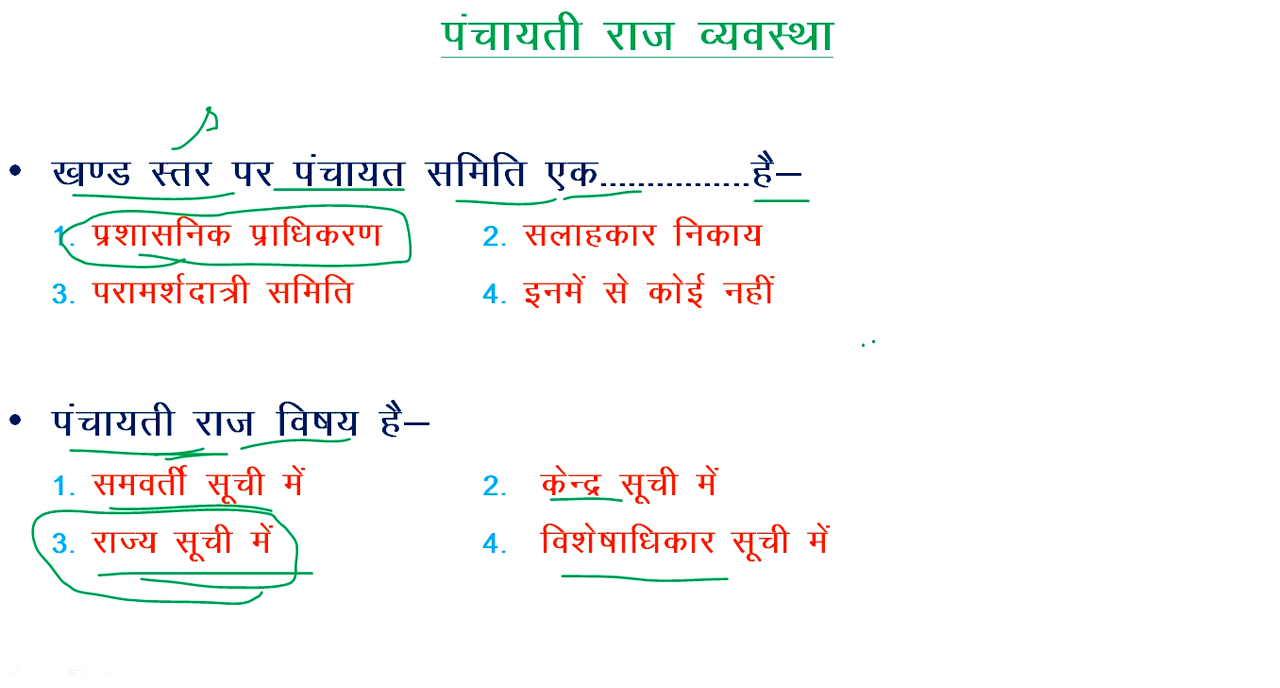 पंचायती राज व्यवस्था
• खण्ड स्तर पर पंचायत समिति एक................है–
1. प्रशासनिक प्राधिकरण 2. सलाहकार निकाय
3. परामर्शदात्री समिति 4. इनमें से कोई नहीं
• पंचायती राज विषय है–
1. समवर्ती सूची में 2. केन्द्र सूची में
3. राज्य सूची में 4. विशेषाधिकार सूची में